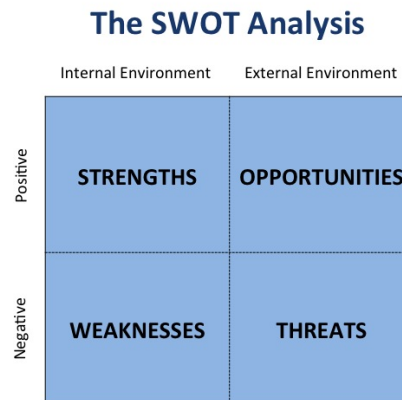 The SWOT Analysis
Internal Environment External Environment
Positive
STRENGTHS OPPORTUNITIES
Negative
WEAKNESSES THREATS